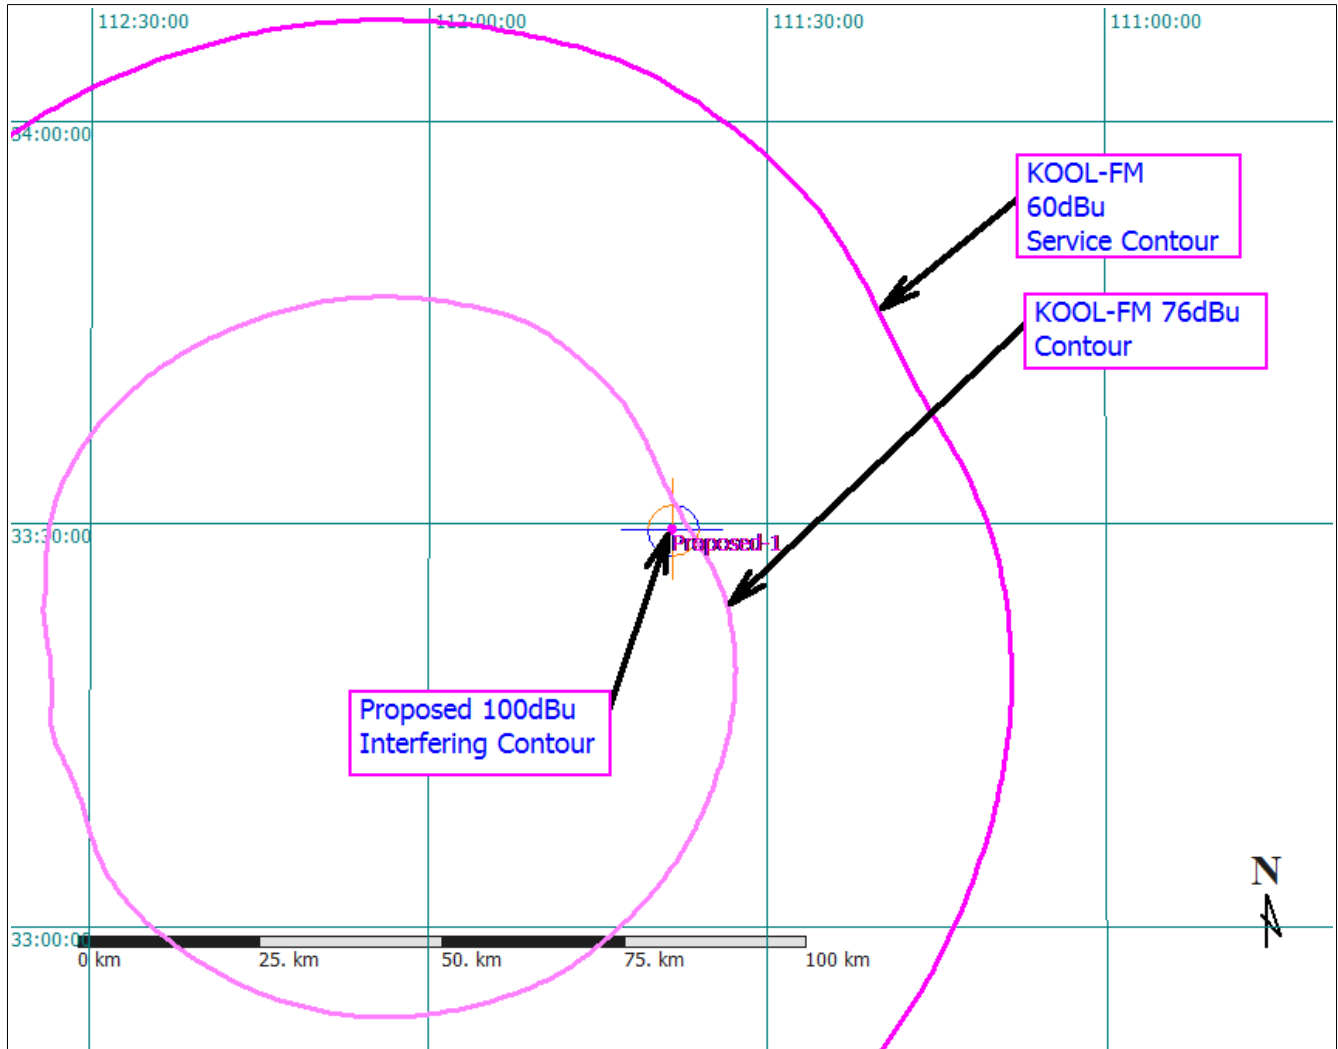 112:30:00
112:00:00
111:30:00
111:00:00
34:00:00
KOOL-FM
60dBu
Service Contour
KOOL-FM 76dBu
Contour
33:30:00
Proposed-1
Proposed 100dBu
Interfering Contour
N
33:00:00
0 km
25. km
50. km
75. km
100 km